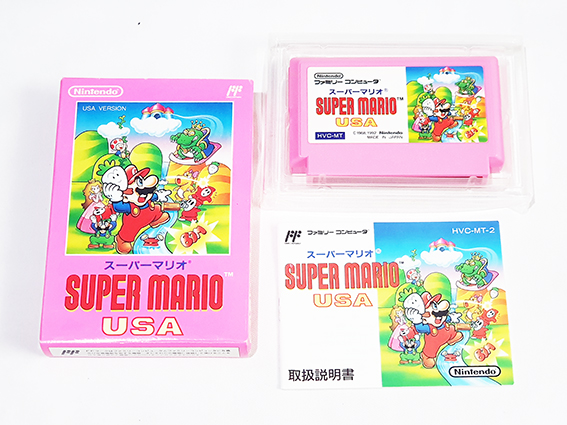 Nintendo
USA VERSION
スーパーマリオ®
SUPER MARIO™
USA
Nintendo
ファミリー コンピュータ
スーパーマリオ®
SUPER MARIO™
USA
HVC-MT
© 1988, 1992 Nintendo
MADE IN JAPAN
ファミリー コンピュータ
HVC-MT-2
スーパーマリオ®
SUPER MARIO
USA
取扱説明書
Nintendo